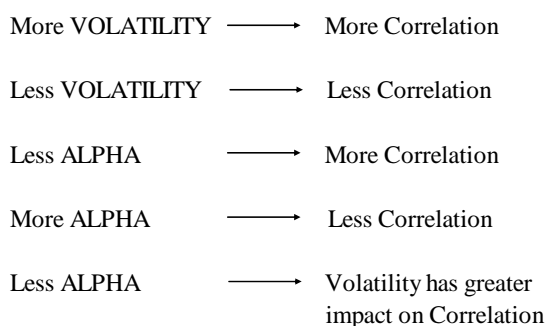 More VOLATILITY → More Correlation
Less VOLATILITY → Less Correlation
Less ALPHA → More Correlation
More ALPHA → Less Correlation
Less ALPHA → Volatility has greater
impact on Correlation